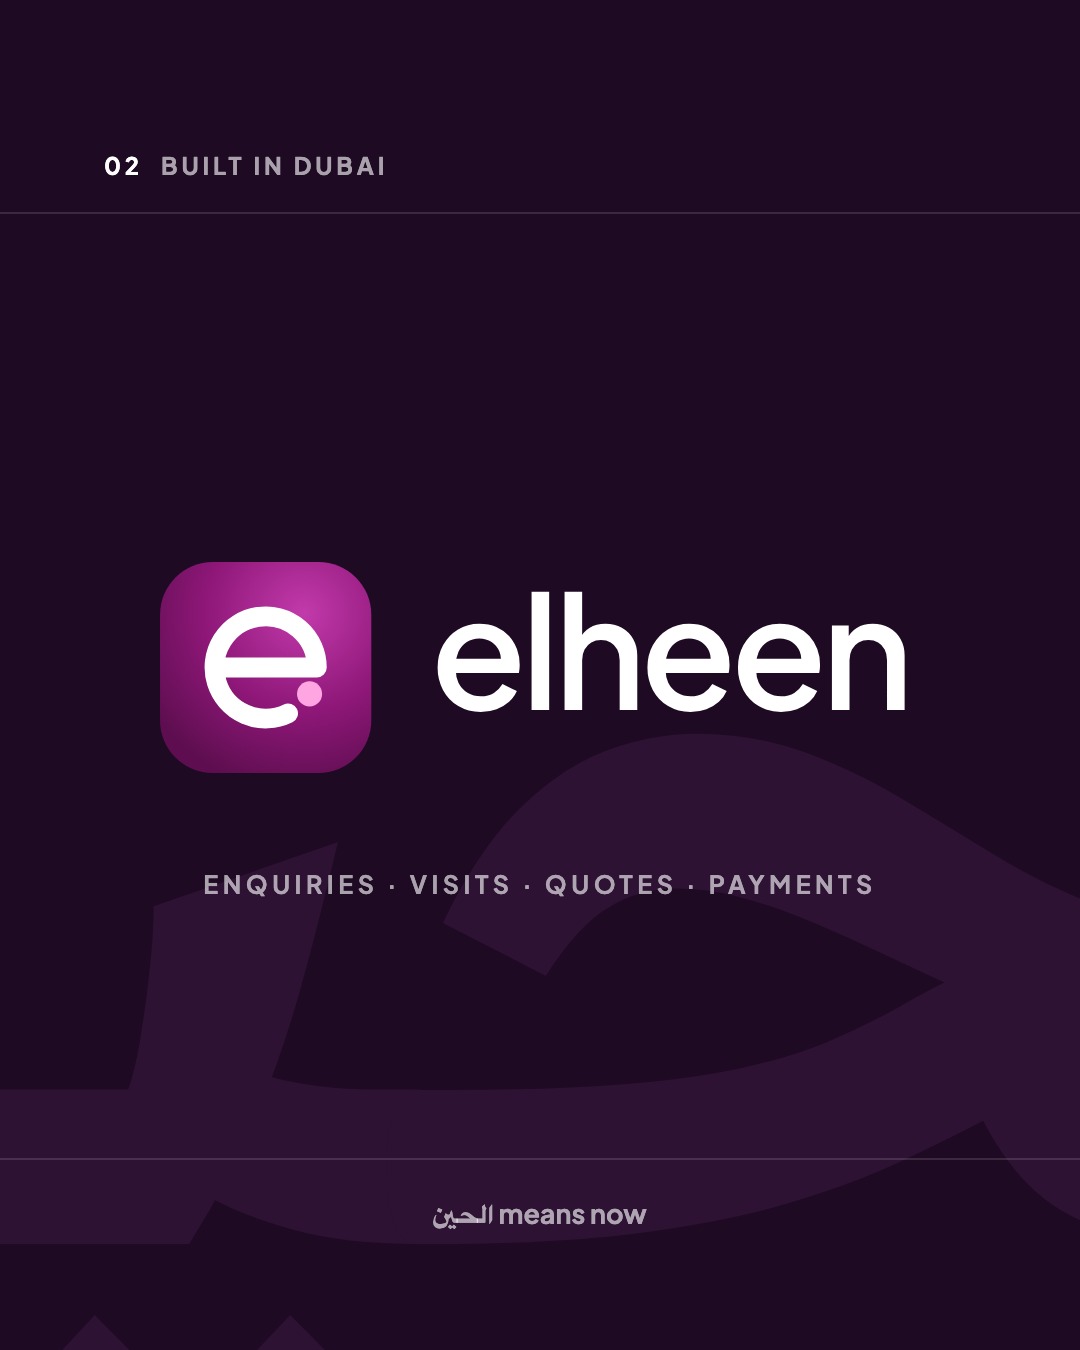 02 BUILT IN DUBAI
e
elheen
ENQUIRIES · VISITS · QUOTES · PAYMENTS
الحين means now